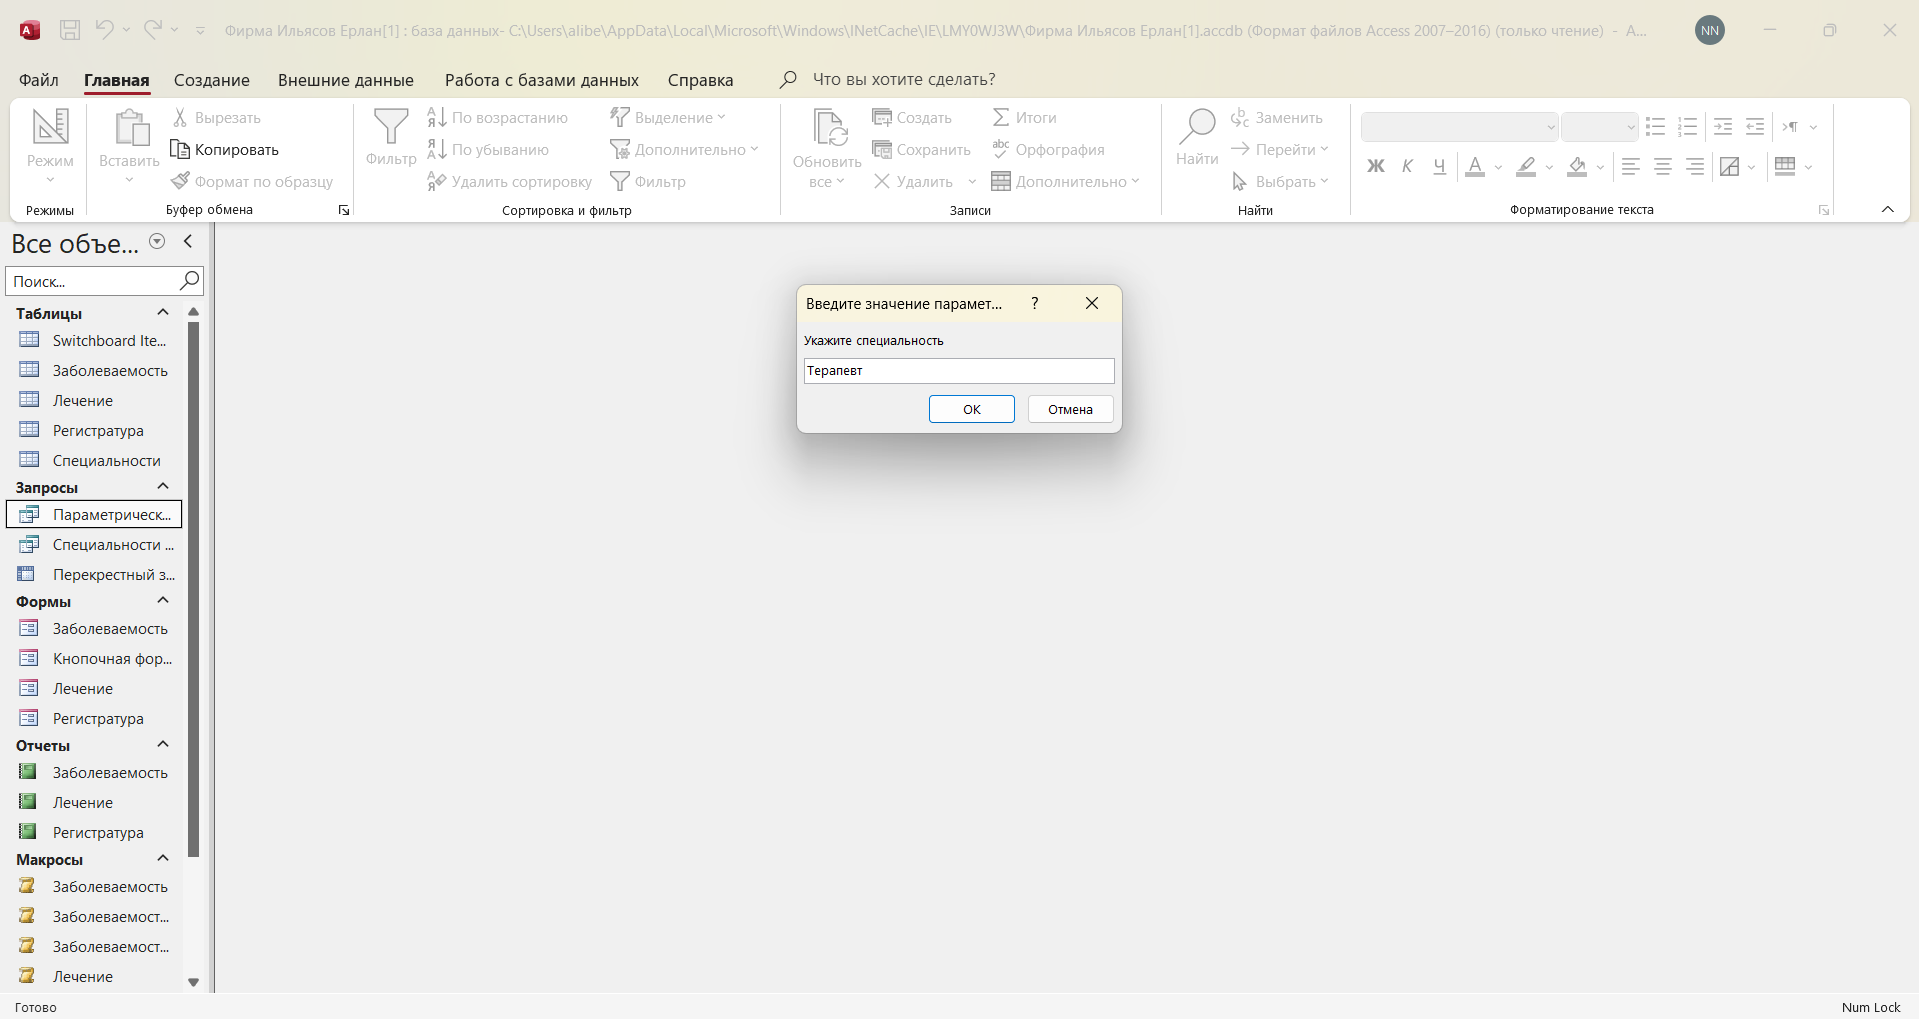 Фирма Ильясов Ерлан[1] : база данных- C:\Users\alibe\AppData\Local\Microsoft\Windows\INetCache\IE\LMY0WJ3W\Фирма Ильясов Ерлан[1].accdb (Формат файлов Access 2007–2016) (только чтение) - A...
NN
Файл Главная Создание Внешние данные Работа с базами данных Справка Что вы хотите сделать?
Режим
Режимы
Вставить
Вырезать
Копировать
Формат по образцу
Буфер обмена
Фильтр
По возрастанию
По убыванию
Удалить сортировку
Выделение
Дополнительно
Фильтр
Сортировка и фильтр
Обновить
все
Создать
Сохранить
Удалить
Итоги
Орфография
Дополнительно
Записи
Найти
Заменить
Перейти
Выбрать
Найти
Ж К Ч А
Форматирование текста
Все объе...
Поиск...
Таблицы
Switchboard Ite...
Заболеваемость
Лечение
Регистратура
Специальности
Запросы
Параметрическ...
Специальности ...
Перекрестный з...
Формы
Заболеваемость
Кнопочная фор...
Лечение
Регистратура
Отчеты
Заболеваемость
Лечение
Регистратура
Макросы
Заболеваемость
Заболеваемост...
Заболеваемост...
Лечение
Введите значение парамет... ?
Укажите специальность
Терапевт
ОК Отмена
Готово
Num Lock